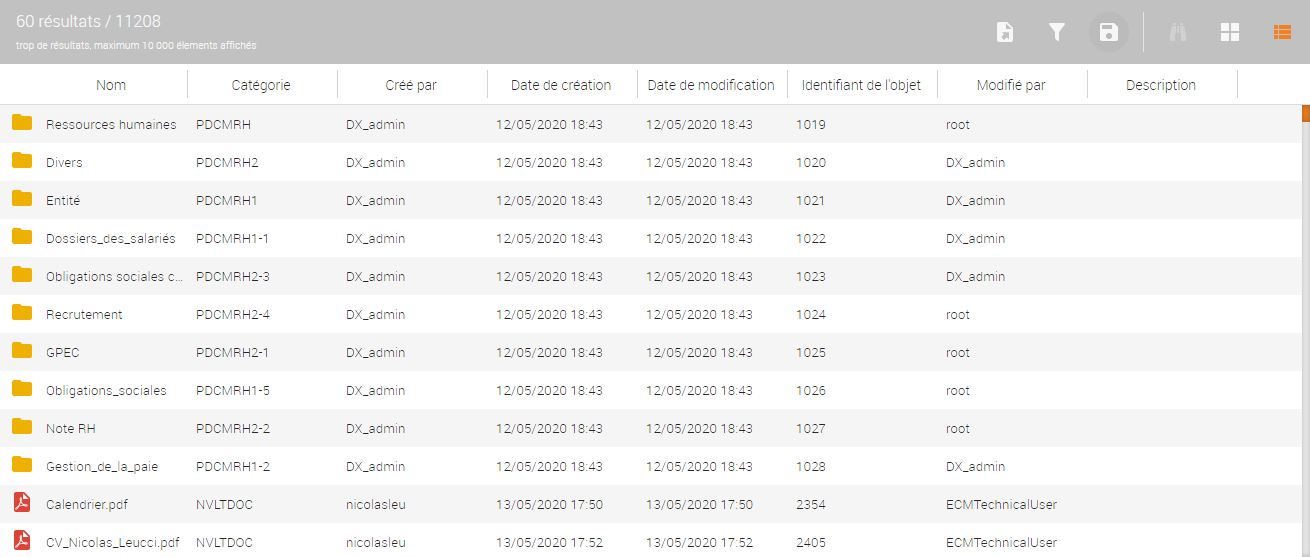 60 résultats / 11208
trop de résultats, maximum 10 000 élements affichés
Nom Catégorie Créé par Date de création Date de modification Identifiant de l'objet Modifié par Description
Ressources humaines PDCMRH DX_admin 12/05/2020 18:43 12/05/2020 18:43 1019 root
Divers PDCMRH2 DX_admin 12/05/2020 18:43 12/05/2020 18:43 1020 DX_admin
Entité PDCMRH1 DX_admin 12/05/2020 18:43 12/05/2020 18:43 1021 DX_admin
Dossiers_des_salariés PDCMRH1-1 DX_admin 12/05/2020 18:43 12/05/2020 18:43 1022 DX_admin
Obligations sociales c... PDCMRH2-3 DX_admin 12/05/2020 18:43 12/05/2020 18:43 1023 DX_admin
Recrutement PDCMRH2-4 DX_admin 12/05/2020 18:43 12/05/2020 18:43 1024 root
GPEC PDCMRH2-1 DX_admin 12/05/2020 18:43 12/05/2020 18:43 1025 root
Obligations_sociales PDCMRH1-5 DX_admin 12/05/2020 18:43 12/05/2020 18:43 1026 root
Note RH PDCMRH2-2 DX_admin 12/05/2020 18:43 12/05/2020 18:43 1027 root
Gestion_de_la_paie PDCMRH1-2 DX_admin 12/05/2020 18:43 12/05/2020 18:43 1028 DX_admin
Calendrier.pdf NVLTDOC nicolasleu 13/05/2020 17:50 13/05/2020 17:50 2354 ECMTechnicalUser
CV_Nicolas_Leucci.pdf NVLTDOC nicolasleu 13/05/2020 17:52 13/05/2020 17:52 2405 ECMTechnicalUser